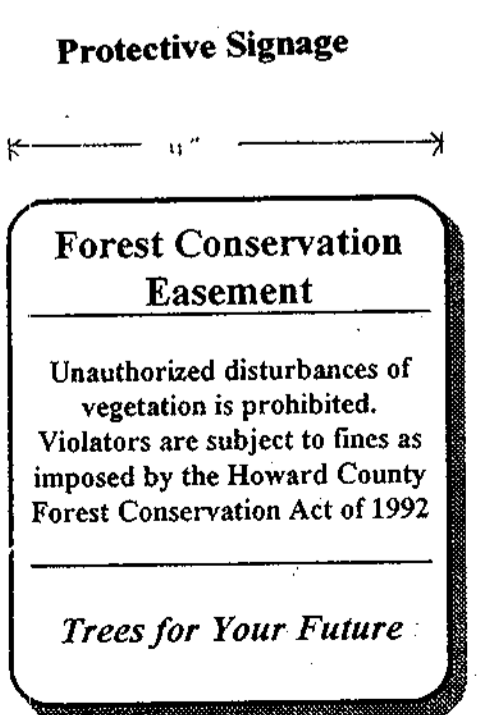 Protective Signage
11"
Forest Conservation
Easement
Unauthorized disturbances of
vegetation is prohibited.
Violators are subject to fines as
imposed by the Howard County
Forest Conservation Act of 1992
Trees for Your Future